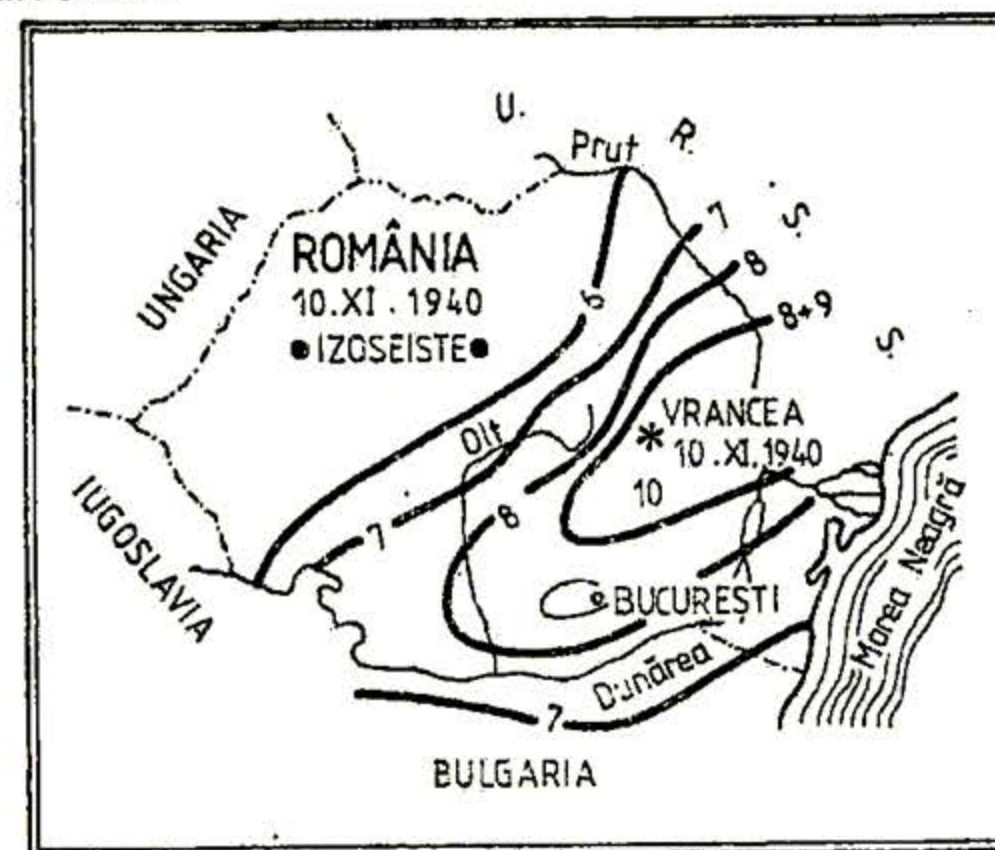 U.
R.
S.
S.
Prut
UNGARIA
ROMÂNIA
10.XI.1940
•IZOSEISTE•
6
7
8
8+9
Olt
VRANCEA
10.XI.1940
10
7
8
IUGOSLAVIA
BUCUREȘTI
Dunărea
Marea Neagră
7
BULGARIA